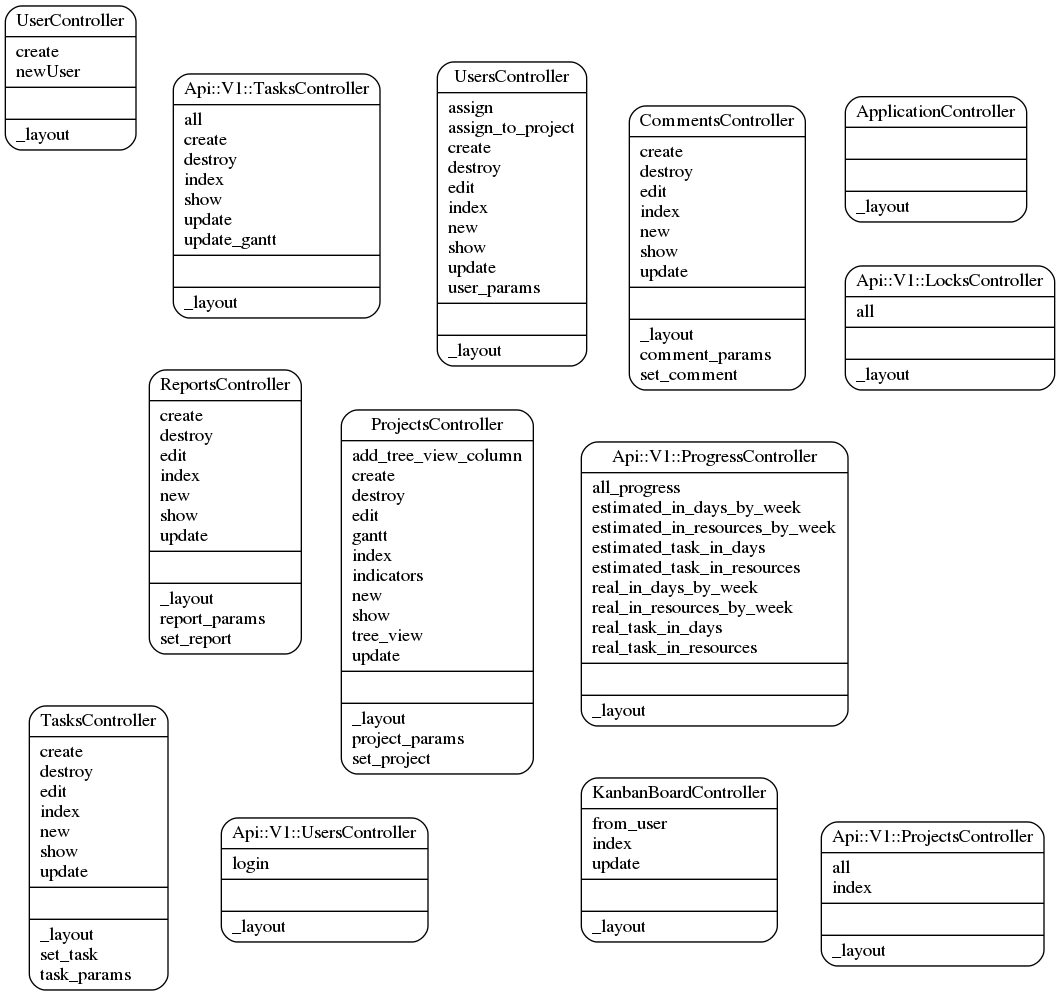 UserController
create
newUser
_layout
Api::V1::TasksController
all
create
destroy
index
show
update
update_gantt
_layout
UsersController
assign
assign_to_project
create
destroy
edit
index
new
show
update
user_params
_layout
CommentsController
create
destroy
edit
index
new
show
update
_layout
comment_params
set_comment
ApplicationController
_layout
Api::V1::LocksController
all
_layout
ReportsController
create
destroy
edit
index
new
show
update
_layout
report_params
set_report
ProjectsController
add_tree_view_column
create
destroy
edit
gantt
index
indicators
new
show
tree_view
update
_layout
project_params
set_project
Api::V1::ProgressController
all_progress
estimated_in_days_by_week
estimated_in_resources_by_week
estimated_task_in_days
estimated_task_in_resources
real_in_days_by_week
real_in_resources_by_week
real_task_in_days
real_task_in_resources
_layout
TasksController
create
destroy
edit
index
new
show
update
_layout
set_task
task_params
Api::V1::UsersController
login
_layout
KanbanBoardController
from_user
index
update
_layout
Api::V1::ProjectsController
all
index
_layout